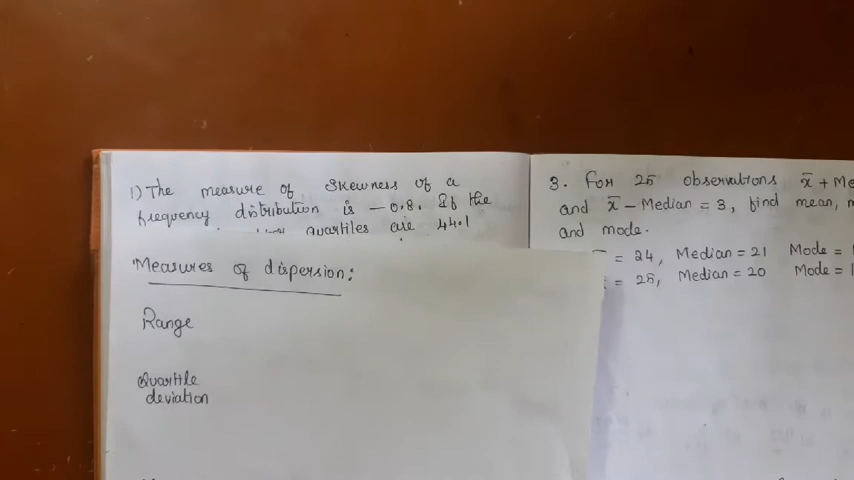 1) The measure of Skewness of a
frequency distribution is -0.8. If the
quartiles are 44.1
Measures of dispersion:
Range
Quartile
deviation
3. For 25 observations x̄ + Me
and x̄ - Median = 3, find mean,
and mode.
= 24, Median = 21 Mode =
= 25, Median = 20 Mode =